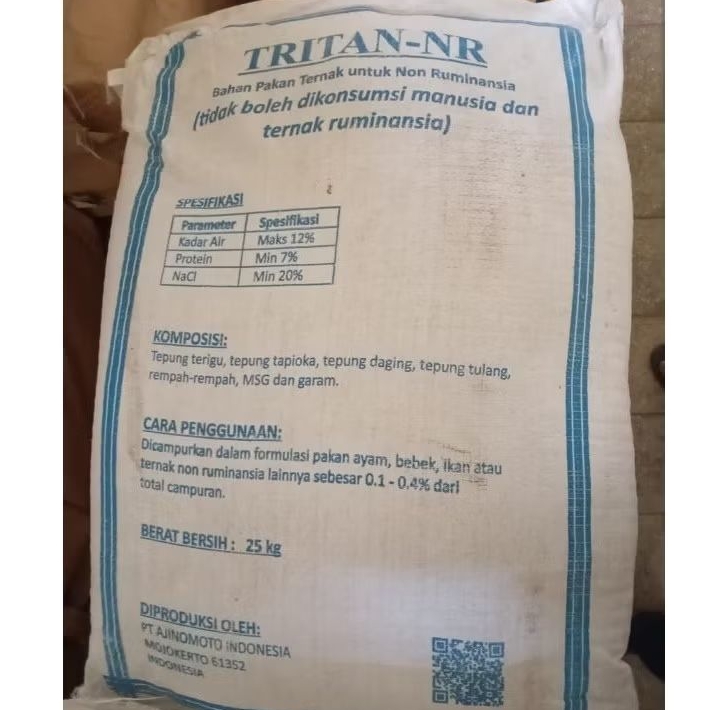 TRITAN-NR
Bahan Pakan Ternak untuk Non Ruminansia
(tidak boleh dikonsumsi manusia dan
ternak ruminansia)
SPESIFIKASI
Parameter Spesifikasi
Kadar Air Maks 12%
Protein Min 7%
NaCl Min 20%
KOMPOSISI:
Tepung terigu, tepung tapioka, tepung daging, tepung tulang,
rempah-rempah, MSG dan garam.
CARA PENGGUNAAN:
Dicampurkan dalam formulasi pakan ayam, bebek, ikan atau
ternak non ruminansia lainnya sebesar 0.1 - 0,4% dari
total campuran.
BERAT BERSIH : 25 kg
DIPRODUKSI OLEH:
PT AJINOMOTO INDONESIA
MOJOKERTO 61352
INDONESIA